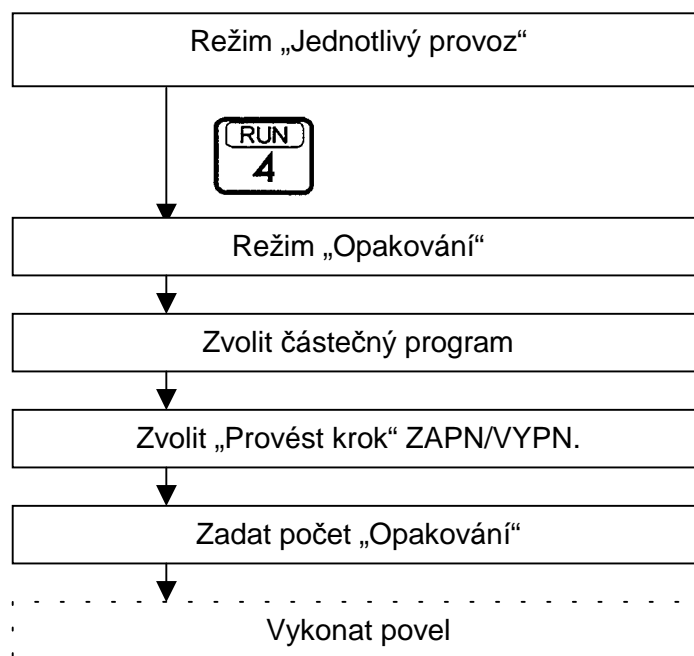 Režim „Jednotlivý provoz“
RUN
4
Režim „Opakování“
Zvolit částečný program
Zvolit „Provést krok“ ZAPN/VYPN.
Zadat počet „Opakování“
Vykonat povel